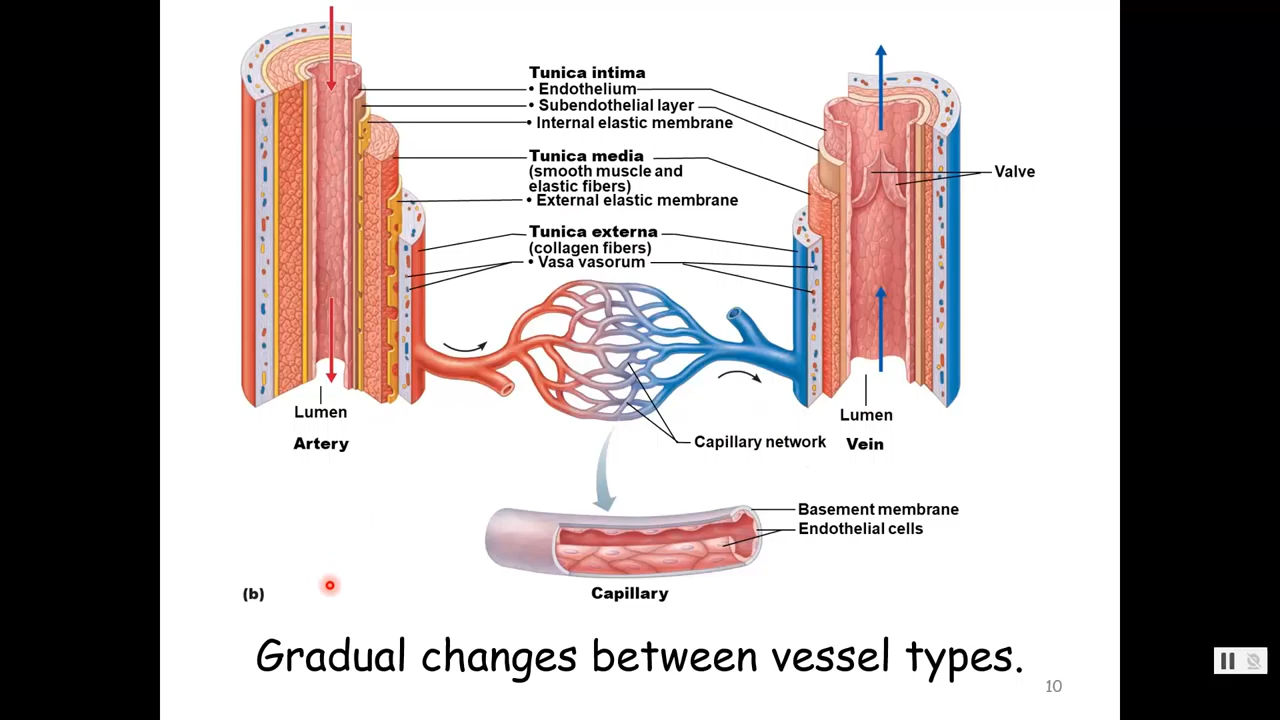 Tunica intima
• Endothelium
• Subendothelial layer
• Internal elastic membrane
Tunica media
(smooth muscle and
elastic fibers)
• External elastic membrane
Tunica externa
(collagen fibers)
• Vasa vasorum
Valve
Lumen
Artery
Lumen
Vein
Capillary network
Basement membrane
Endothelial cells
Capillary
(b)
Gradual changes between vessel types.
10